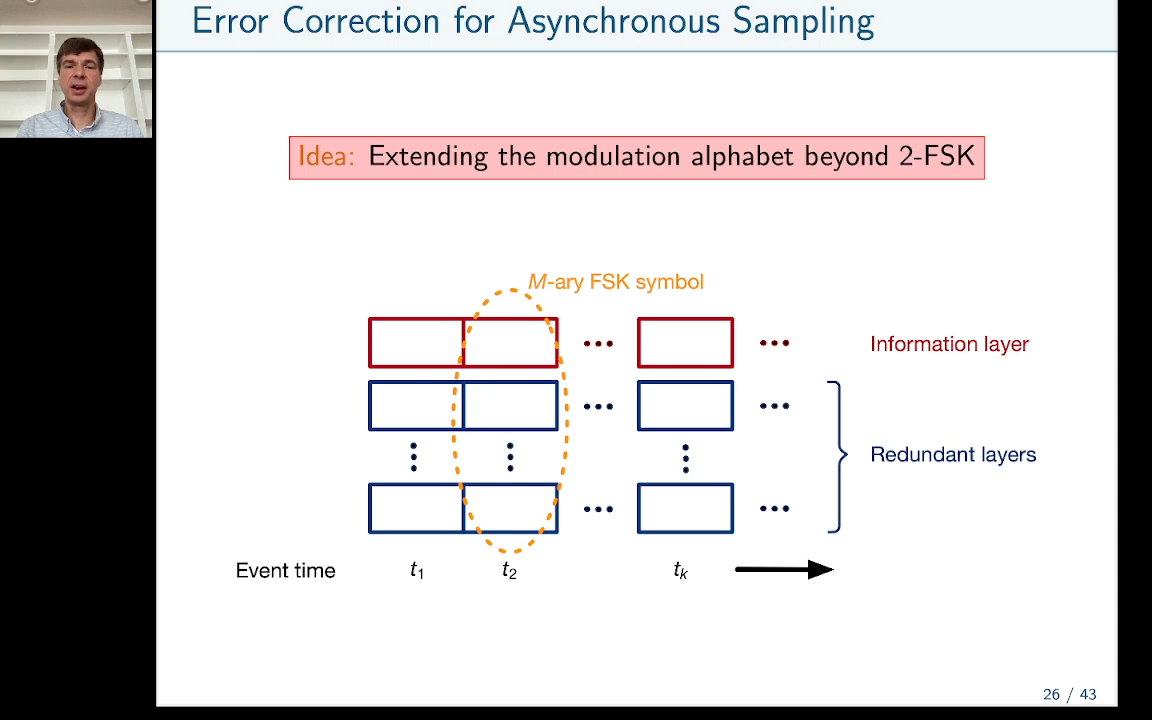 Error Correction for Asynchronous Sampling
Idea: Extending the modulation alphabet beyond 2-FSK
M-ary FSK symbol
Information layer
Redundant layers
Event time t₁ t₂ tₖ
26 / 43